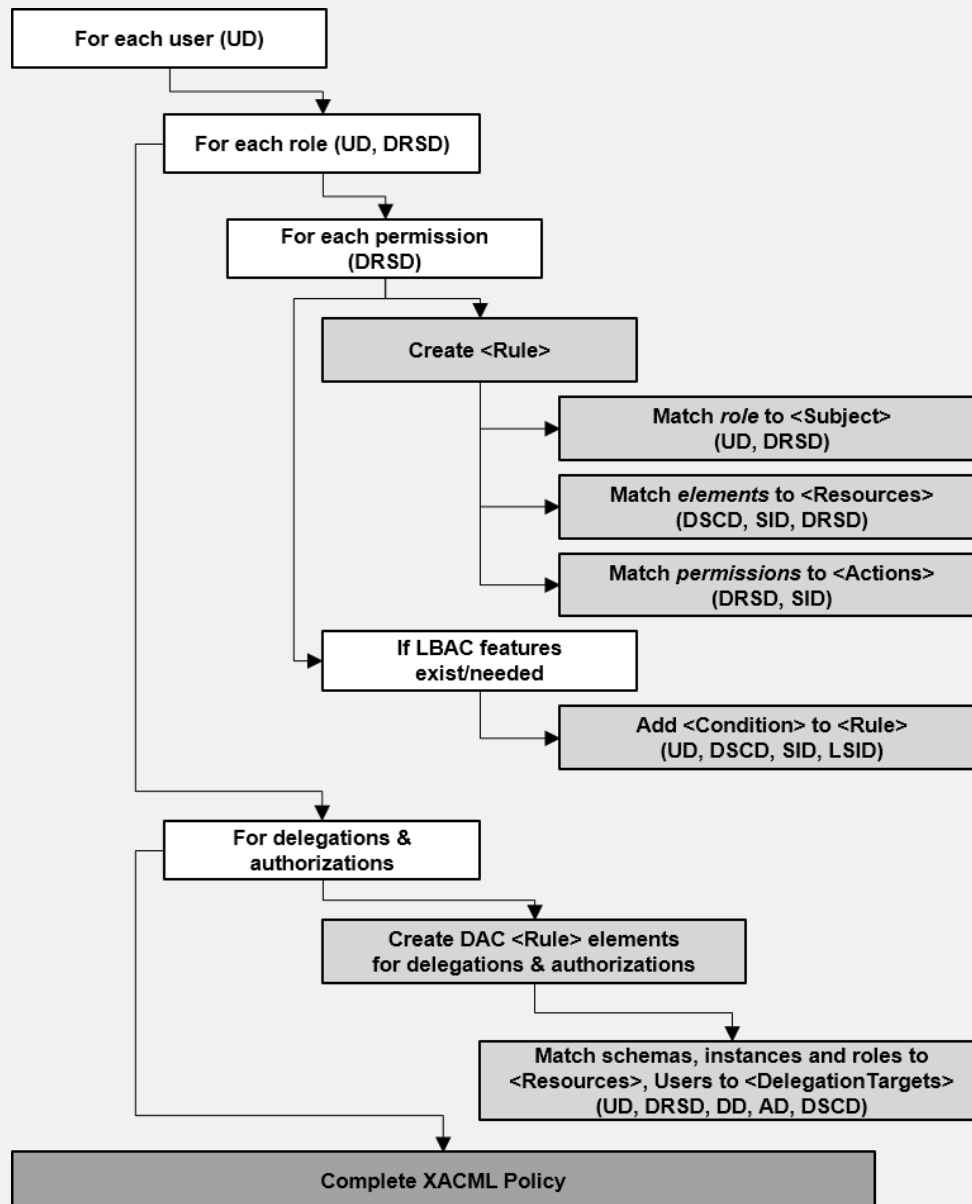 For each user (UD)
For each role (UD, DRSD)
For each permission
(DRSD)
Create <Rule>
Match role to <Subject>
(UD, DRSD)
Match elements to <Resources>
(DSCD, SID, DRSD)
Match permissions to <Actions>
(DRSD, SID)
If LBAC features
exist/needed
Add <Condition> to <Rule>
(UD, DSCD, SID, LSID)
For delegations &
authorizations
Create DAC <Rule> elements
for delegations & authorizations
Match schemas, instances and roles to
<Resources>, Users to <DelegationTargets>
(UD, DRSD, DD, AD, DSCD)
Complete XACML Policy